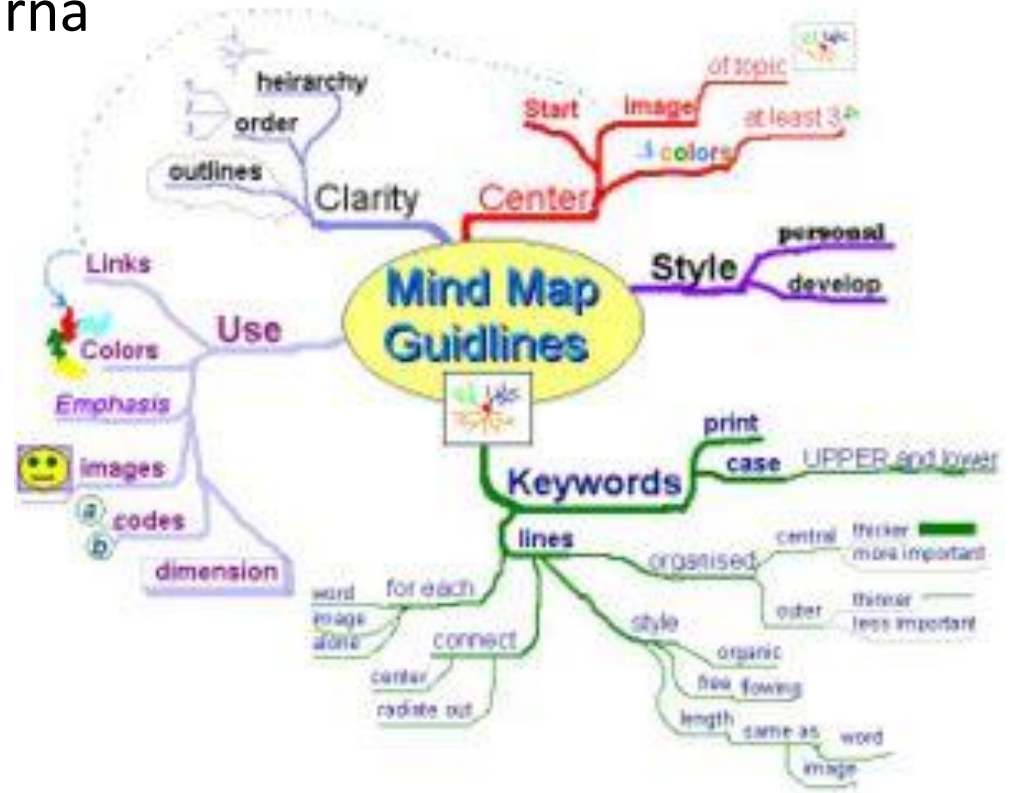 rna
heirarchy
order
outlines
Clarity
Start
image
of topic
colors
at least 3
Center
Style
personal
develop
Mind Map
Guidlines
Links
Use
Colors
Emphasis
images
a
codes
b
dimension
Keywords
print
case
UPPER and lower
lines
organised
central
thicker
more important
outer
thinner
less important
for each
word
image
alone
connect
center
radiate out
style
organic
free flowing
length
same as
word
image